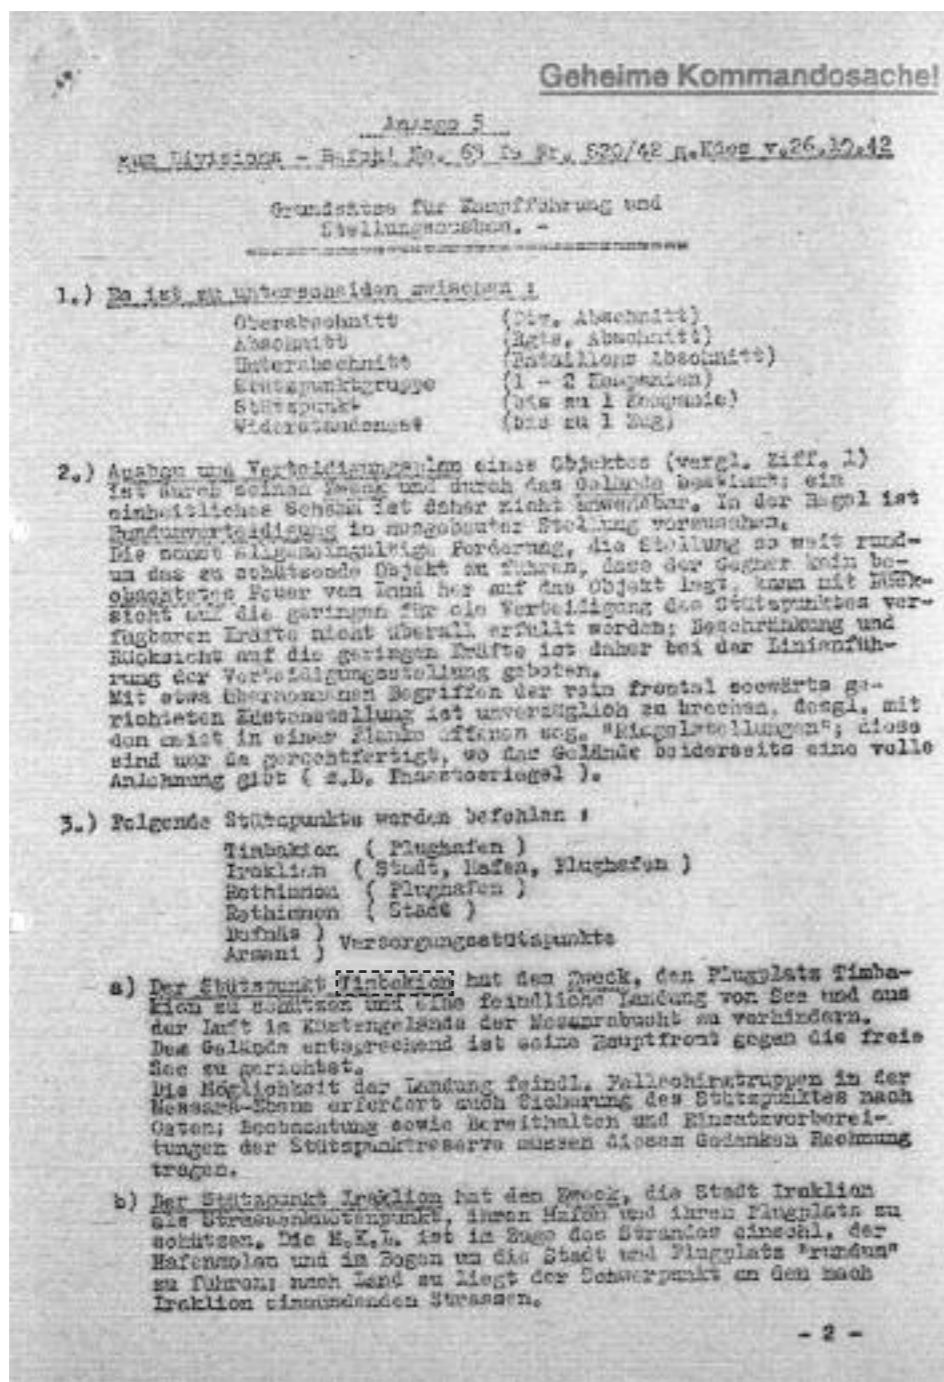 Geheime Kommandosache!
Anlage 5
zum Divisions - Befehl No. 69 Ia Nr. 820/42 g.Kdos v.26.10.42
Grundsätze für Kampfführung und
Stellungsausbau. -
1.) Es ist zu unterscheiden zwischen :
Oberabschnitt (Div. Abschnitt)
Abschnitt (Rgts. Abschnitt)
Unterabschnitt (Bataillons Abschnitt)
Stützpunktgruppe (1 - 2 Kompanien)
Stützpunkt (bis zu 1 Kompanie)
Widerstandsnest (bis zu 1 Zug)
2.) Ausbau und Verteidigungsplan eines Objektes (vergl. Ziff. 1)
ist durch seinen Zweck und durch das Gelände bestimmt; ein
einheitliches Schema ist daher nicht anwendbar. In der Regel ist
Rundumverteidigung in ausgebauter Stellung vorzusehen.
Die sonst allgemeingültige Forderung, die Stellung so weit rund-
um das zu schützende Objekt zu führen, dass der Gegner kein be-
obachtetes Feuer von Land her auf das Objekt legt, kann mit Rück-
sicht auf die geringen für die Verteidigung des Stützpunktes ver-
fügbaren Kräfte nicht überall erfüllt werden; Beschränkung und
Rücksicht auf die geringen Kräfte ist daher bei der Linienfüh-
rung der Verteidigungsstellung geboten.
Mit etwa übernommenen Begriffen der rein frontal seewärts ge-
richteten Küstenstellung ist unverzüglich zu brechen, desgl. mit
den meist in einer Flanke offenen sog. "Riegelstellungen"; diese
sind nur da gerechtfertigt, wo das Gelände beiderseits eine volle
Anlehnung gibt ( z.B. Phaestosriegel ).
3.) Folgende Stützpunkte werden befohlen :
Timbakion ( Flughafen )
Iraklion ( Stadt, Hafen, Flughafen )
Rethimnon ( Flughafen )
Rethimnon ( Stadt )
Dafnäs )
Armani ) Versorgungsstützpunkte
a) Der Stützpunkt Timbakion hat den Zweck, den Flugplatz Timba-
kion zu schützen und eine feindliche Landung von See und aus
der Luft im Küstengelände der Messarabucht zu verhindern.
Dem Gelände entsprechend ist seine Hauptfront gegen die freie
See zu gerichtet.
Die Möglichkeit der Landung feindl. Fallschirmtruppen in der
Messara-Ebene erfordert auch Sicherung des Stützpunktes nach
Osten; Beobachtung sowie Bereithalten und Einsatzvorberei-
tungen der Stützpunktreserve müssen diesem Gedanken Rechnung
tragen.
b) Der Stützpunkt Iraklion hat den Zweck, die Stadt Iraklion
als Strassenknotenpunkt, ihren Hafen und ihren Flugplatz zu
schützen. Die H.K.L. ist im Zuge des Strandes einschl. der
Hafenmolen und im Bogen um die Stadt und Flugplatz "rundum"
zu führen; nach Land zu liegt der Schwerpunkt an den nach
Iraklion einmündenden Strassen.
- 2 -